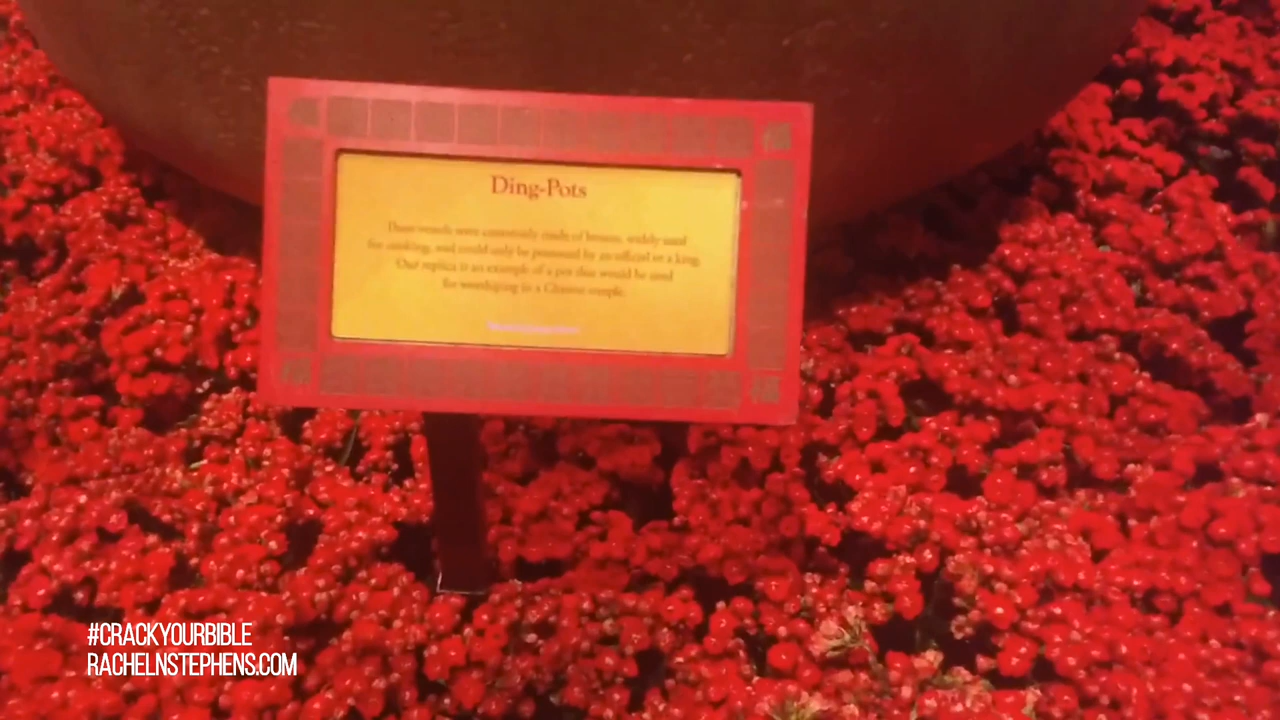 Ding-Pots
These vessels were commonly made of bronze, widely used
for cooking, and could only be possessed by an official or a king.
Our replica is an example of a pot that would be used
for worshiping in a Chinese temple.
#CRACKYOURBIBLE
RACHELNSTEPHENS.COM